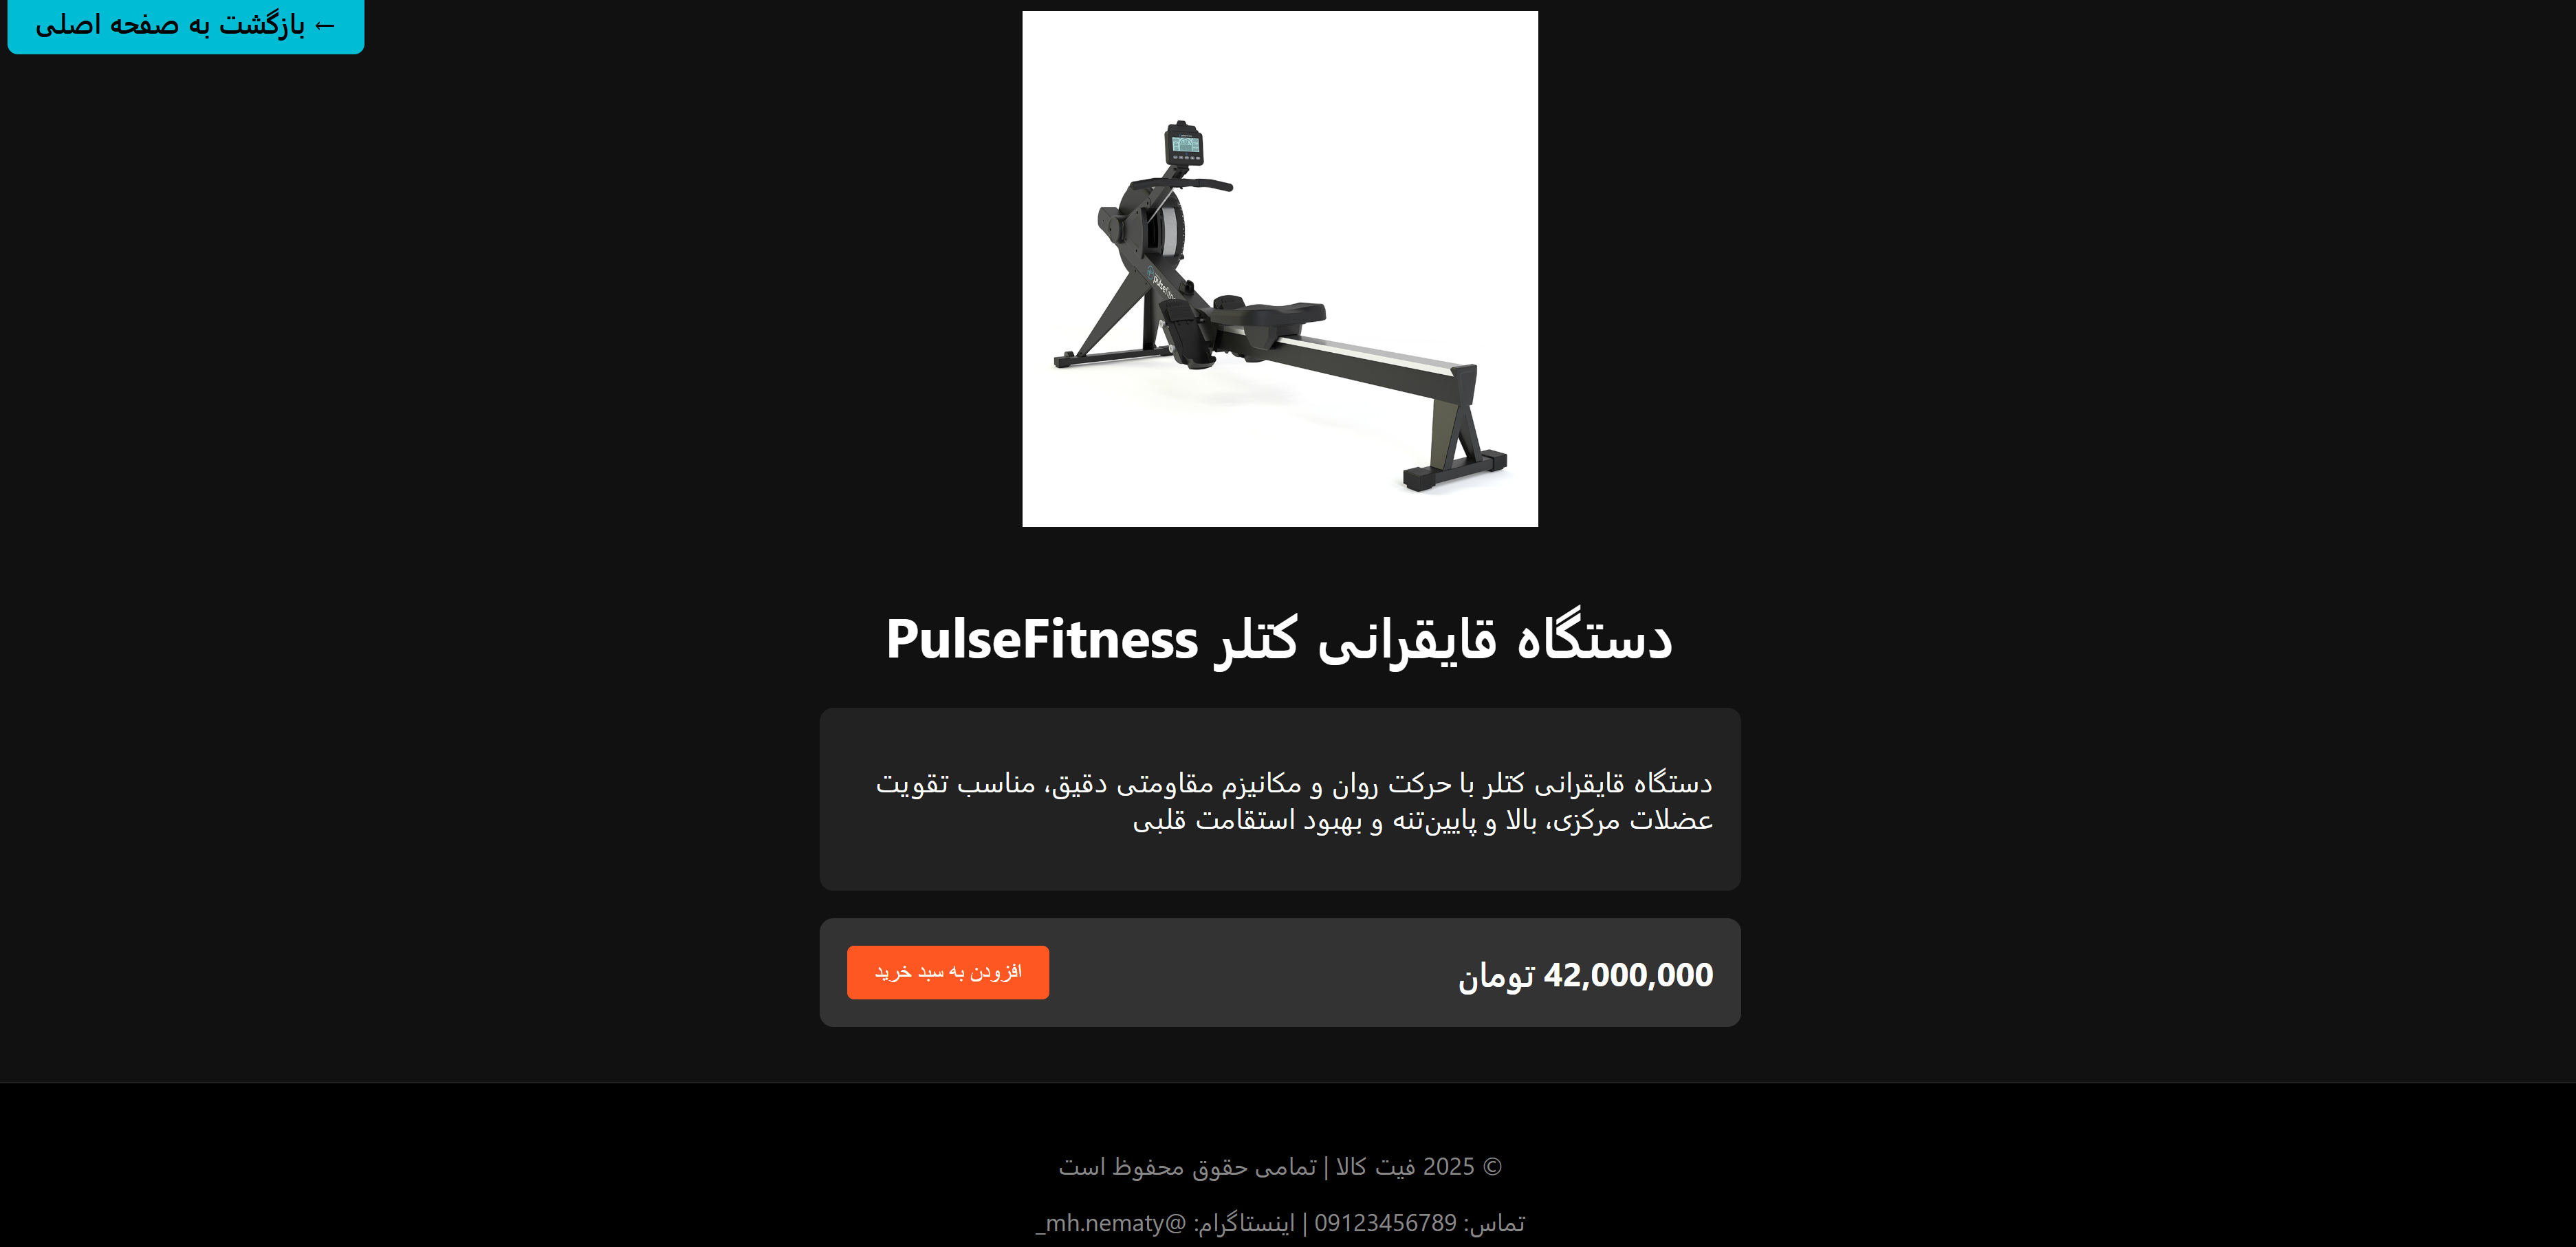 ← بازگشت به صفحه اصلی
دستگاه قایقرانی کتلر PulseFitness
دستگاه قایقرانی کتلر با حرکت روان و مکانیزم مقاومتی دقیق، مناسب تقویت
عضلات مرکزی، بالا و پایین‌تنه و بهبود استقامت قلبی
42,000,000 تومان
افزودن به سبد خرید
© 2025 فیت کالا | تمامی حقوق محفوظ است
تماس: 09123456789 | اینستاگرام: @mh.nematy_